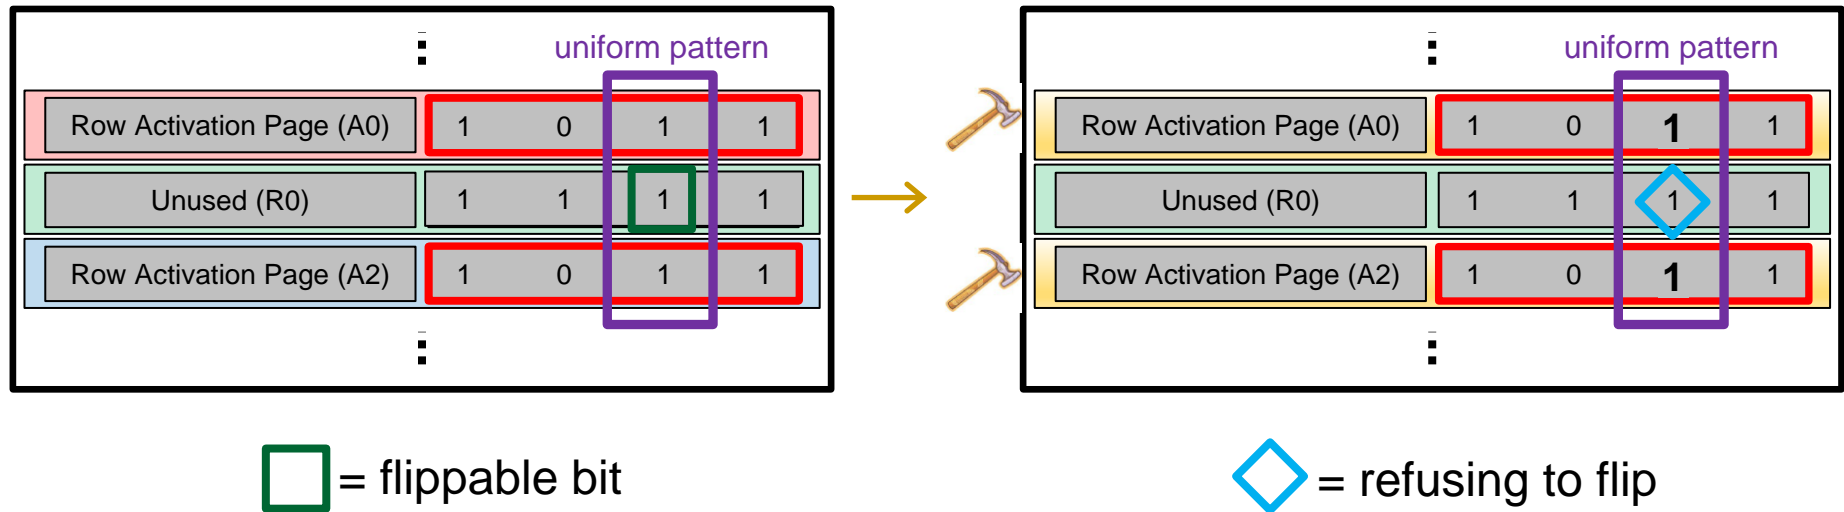 uniform pattern
Row Activation Page (A0) 1 0 1 1
Unused (R0) 1 1 1 1
Row Activation Page (A2) 1 0 1 1
= flippable bit
uniform pattern
Row Activation Page (A0) 1 0 1 1
Unused (R0) 1 1 1 1
Row Activation Page (A2) 1 0 1 1
= refusing to flip